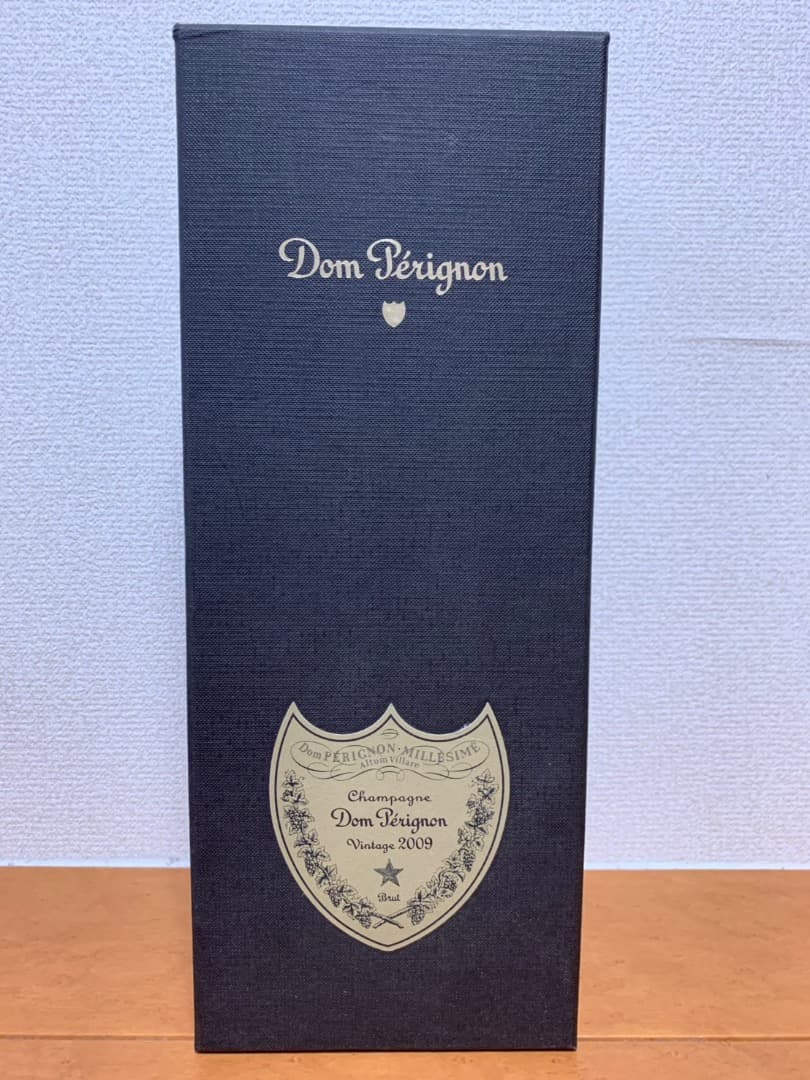 Dom Pérignon
Dom PÉRIGNON·MILLÉSIME
Altum Villare
Champagne
Dom Pérignon
Vintage 2009
Brut